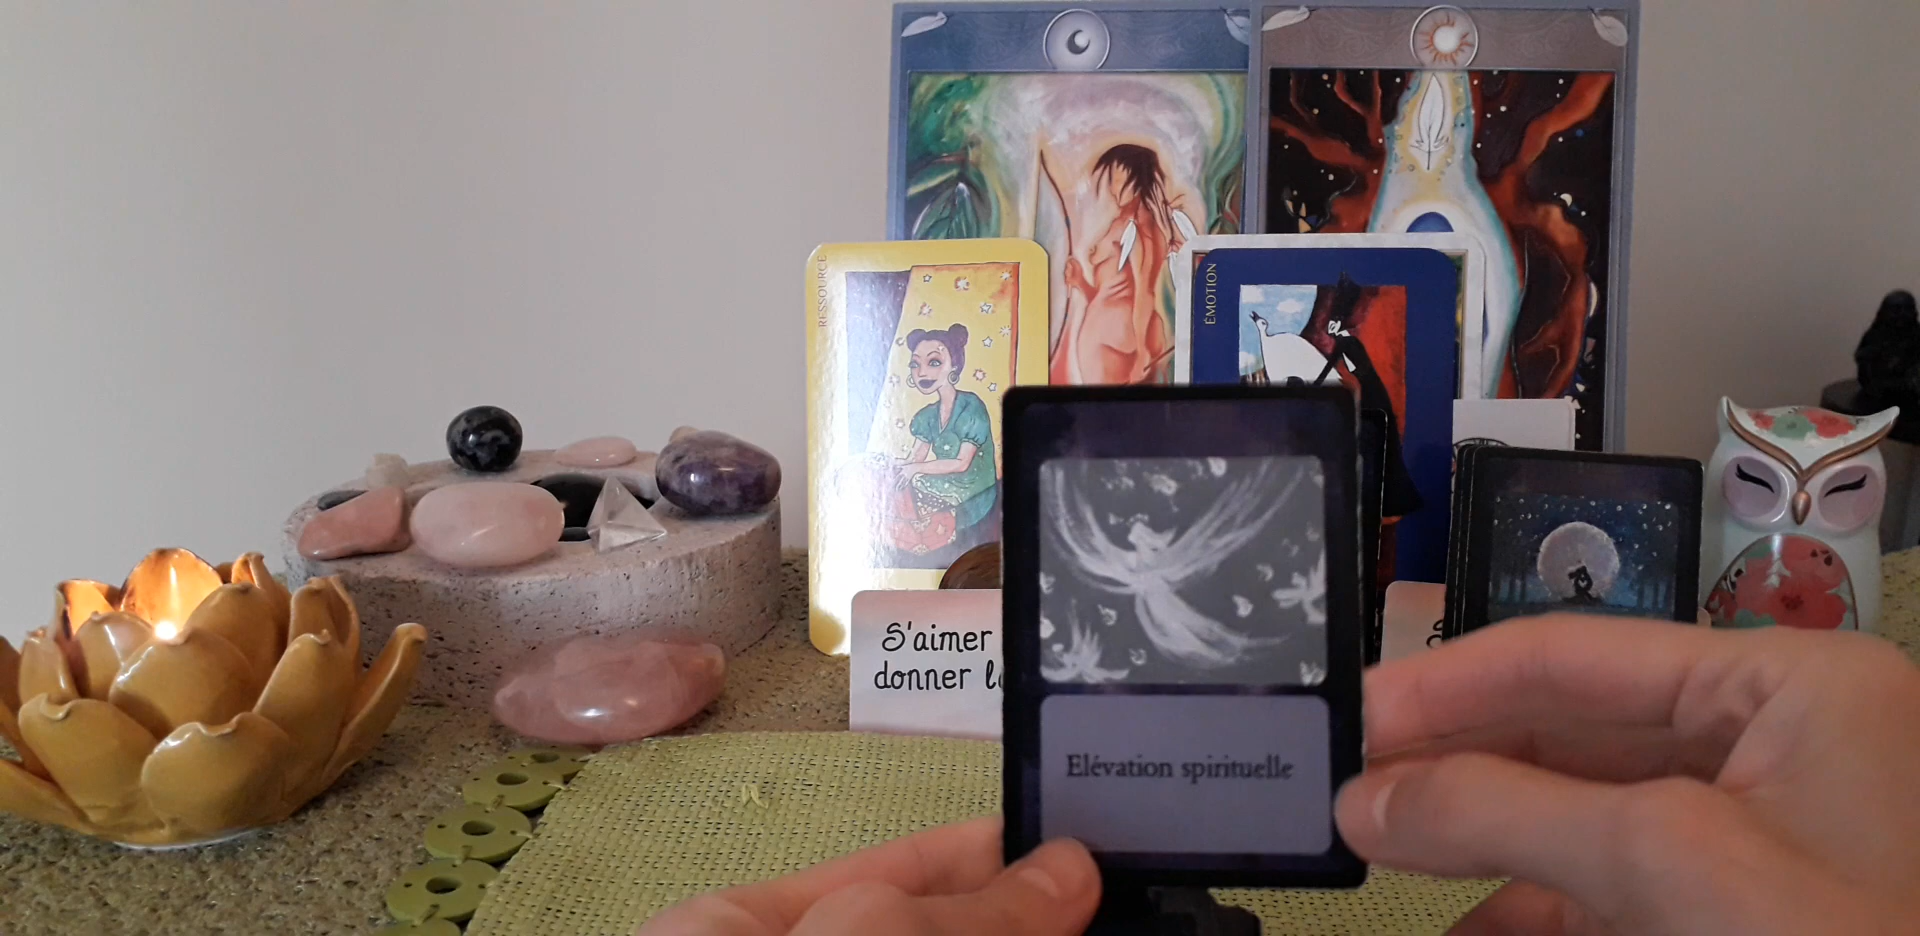 RESSOURCE
ÉMOTION
S'aimer
donner l
Elévation spirituelle